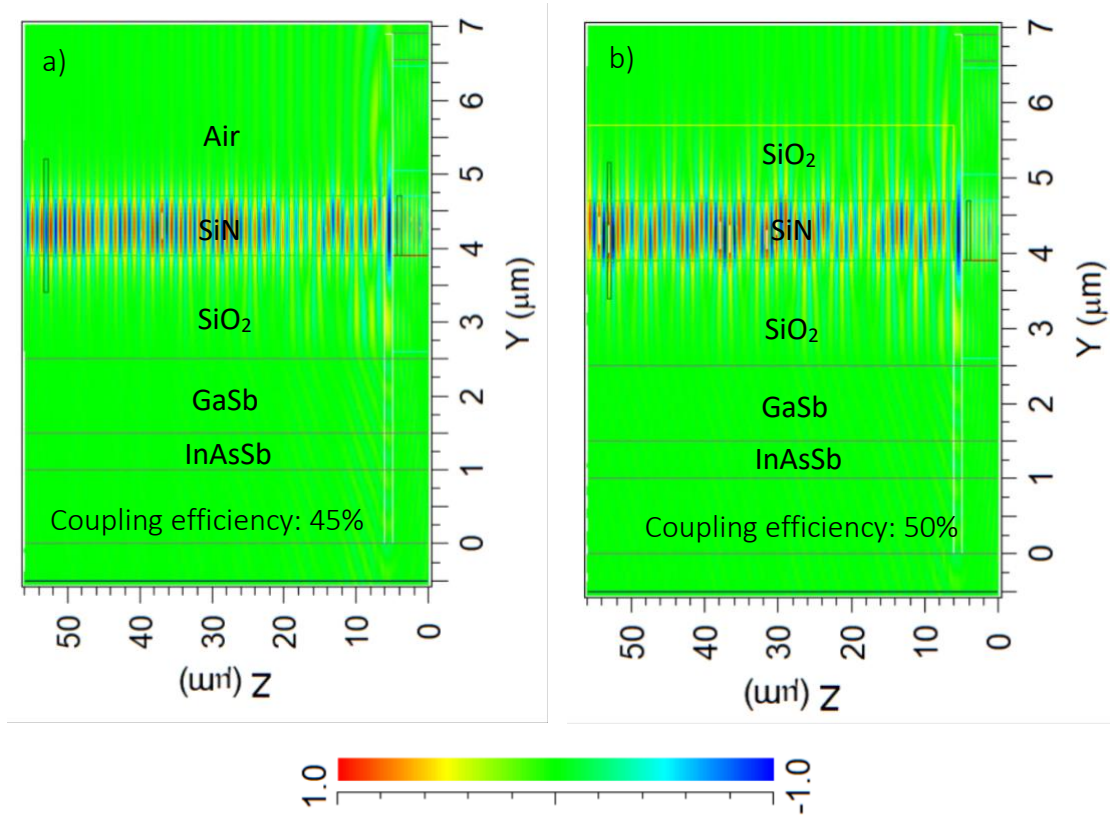 a)
Air
SiN
SiO₂
GaSb
InAsSb
Coupling efficiency: 45%
7
6
5
4
3
2
1
0
Y (μm)
50
40
30
20
10
0
Z (μm)
b)
SiO₂
SiN
SiO₂
GaSb
InAsSb
Coupling efficiency: 50%
7
6
5
4
3
2
1
0
Y (μm)
50
40
30
20
10
0
Z (μm)
1.0
-1.0